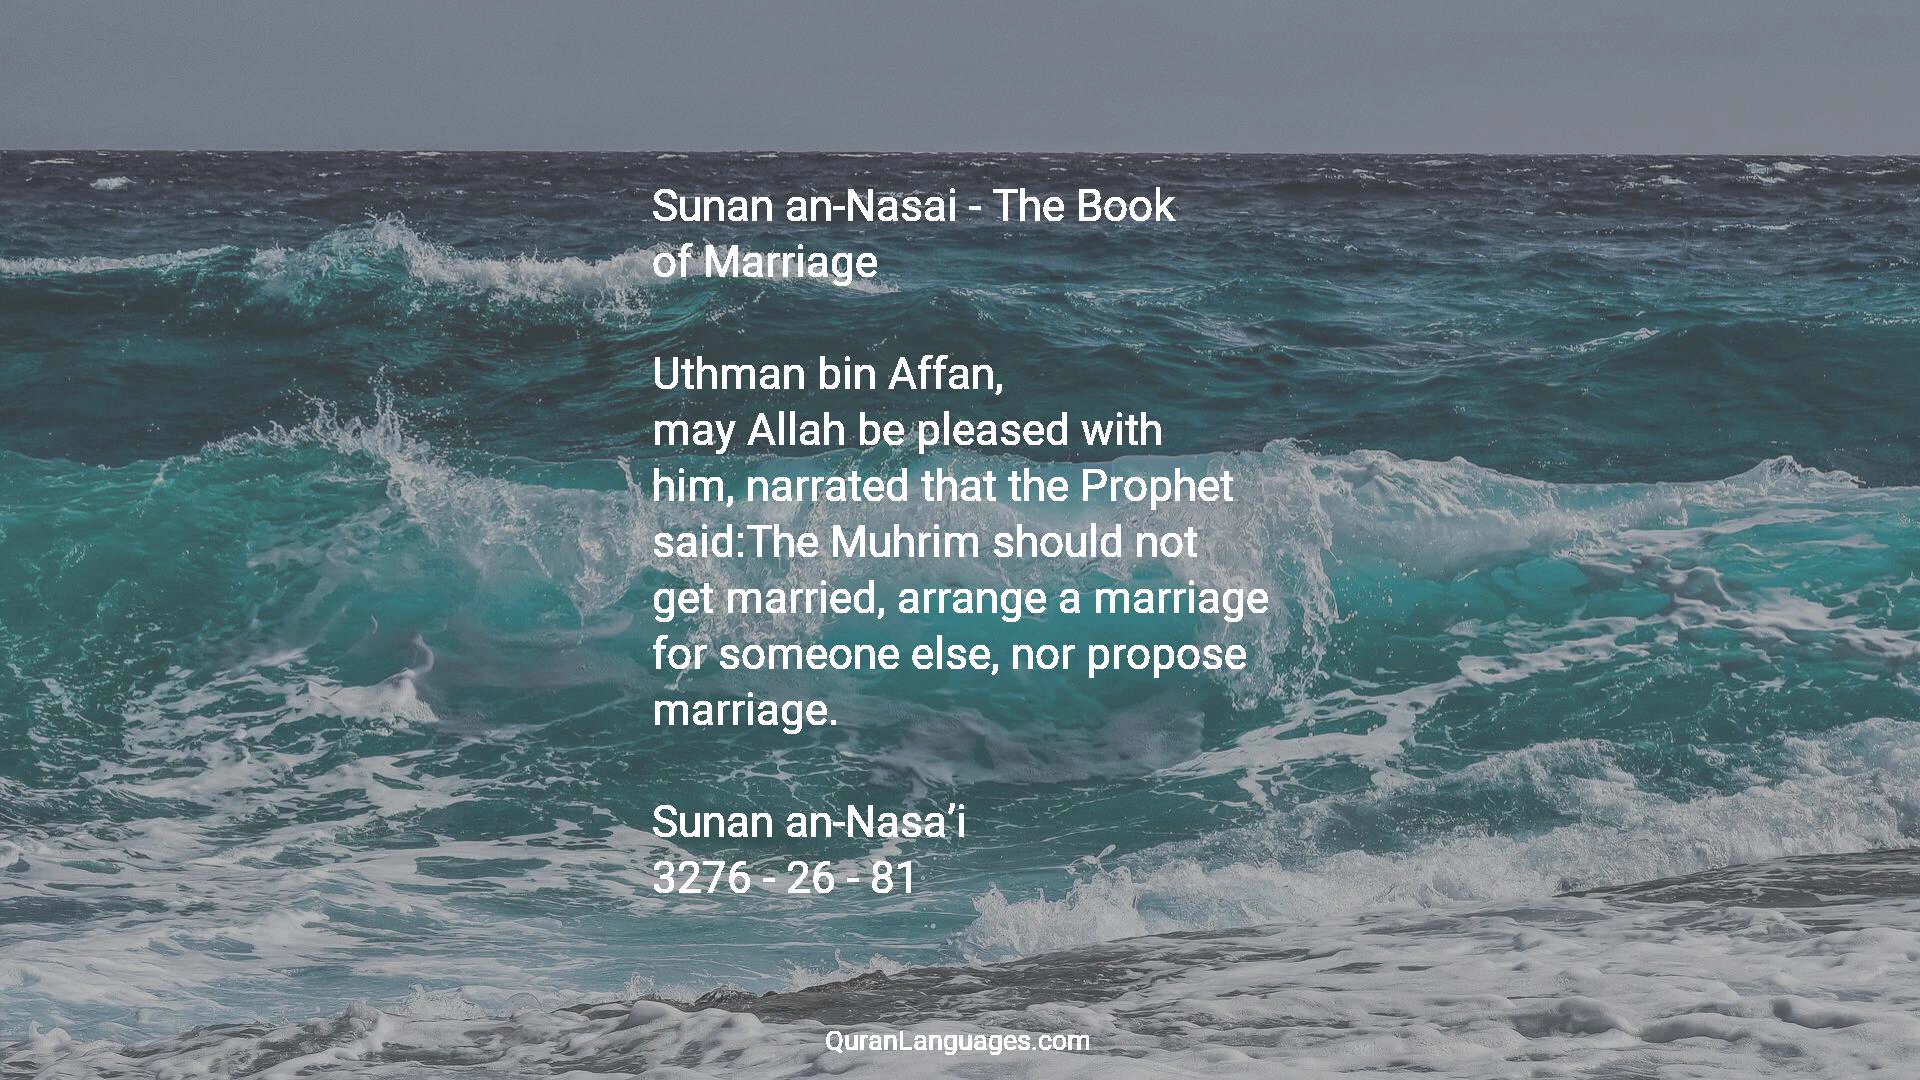 Sunan an-Nasai - The Book
of Marriage
Uthman bin Affan,
may Allah be pleased with
him, narrated that the Prophet
said:The Muhrim should not
get married, arrange a marriage
for someone else, nor propose
marriage.
Sunan an-Nasa’i
3276 - 26 - 81
QuranLanguages.com